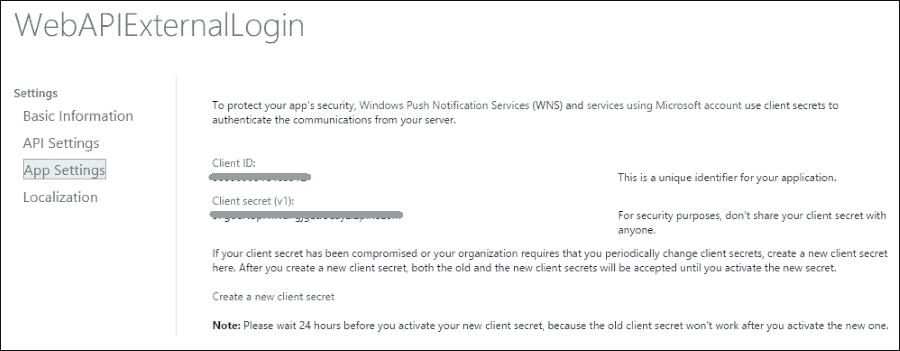 WebAPIExternalLogin
Settings
Basic Information
API Settings
App Settings
Localization
To protect your app's security, Windows Push Notification Services (WNS) and services using Microsoft account use client secrets to
authenticate the communications from your server.
Client ID:
This is a unique identifier for your application.
Client secret (v1):
For security purposes, don't share your client secret with
anyone.
If your client secret has been compromised or your organization requires that you periodically change client secrets, create a new client secret
here. After you create a new client secret, both the old and the new client secrets will be accepted until you activate the new secret.
Create a new client secret
Note: Please wait 24 hours before you activate your new client secret, because the old client secret won't work after you activate the new one.